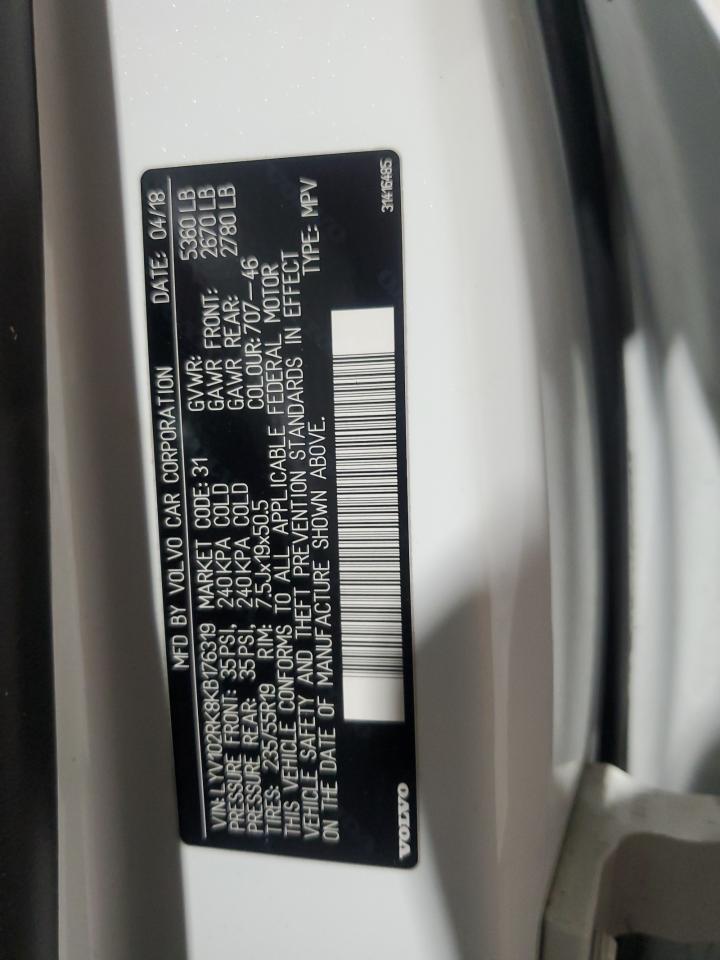 MFD BY VOLVO CAR CORPORATION DATE: 04/18
VIN:LYV102RK8KB176319 MARKET CODE:31 GVWR: 5360 LB
PRESSURE FRONT: 35 PSI, 240 KPA COLD GAWR FRONT: 2670 LB
PRESSURE REAR: 35 PSI, 240 KPA COLD GAWR REAR: 2780 LB
TIRES: 235/55R19 RIM: 7.5Jx19x50.5 COLOUR:707-46
THIS VEHICLE CONFORMS TO ALL APPLICABLE FEDERAL MOTOR
VEHICLE SAFETY AND THEFT PREVENTION STANDARDS IN EFFECT
ON THE DATE OF MANUFACTURE SHOWN ABOVE. TYPE: MPV
VOLVO 31416485